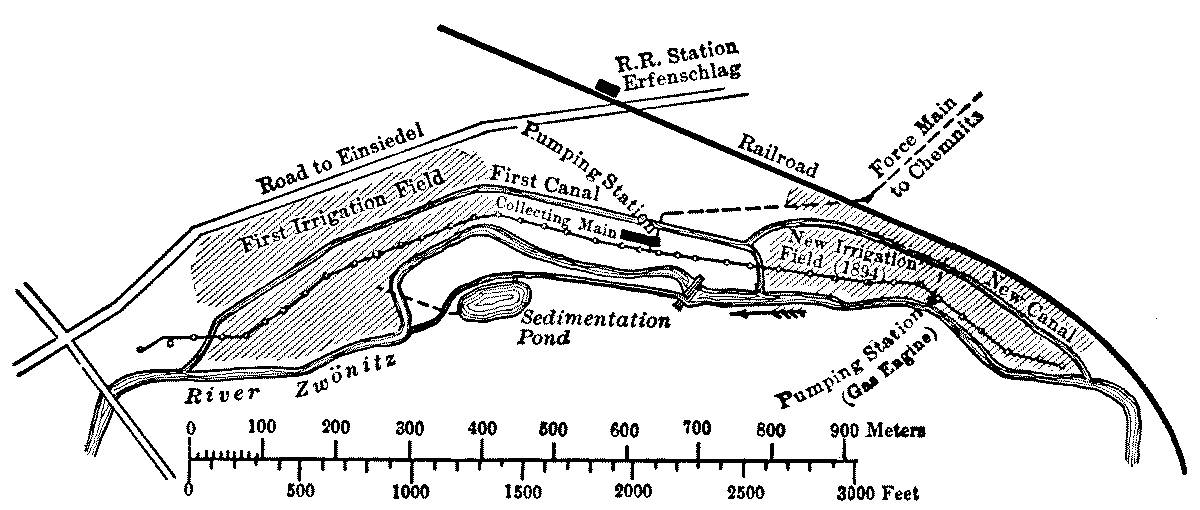 R.R. Station
Erfenschlag
Road to Einsiedel
Pumping Station
Railroad
Force Main
to Chemnits
First Irrigation Field
First Canal
Collecting Main
New Irrigation
Field (1894)
New Canal
Sedimentation
Pond
Pumping Station
(Gas Engine)
River Zwönitz
0 100 200 300 400 500 600 700 800 900 Meters
0 500 1000 1500 2000 2500 3000 Feet